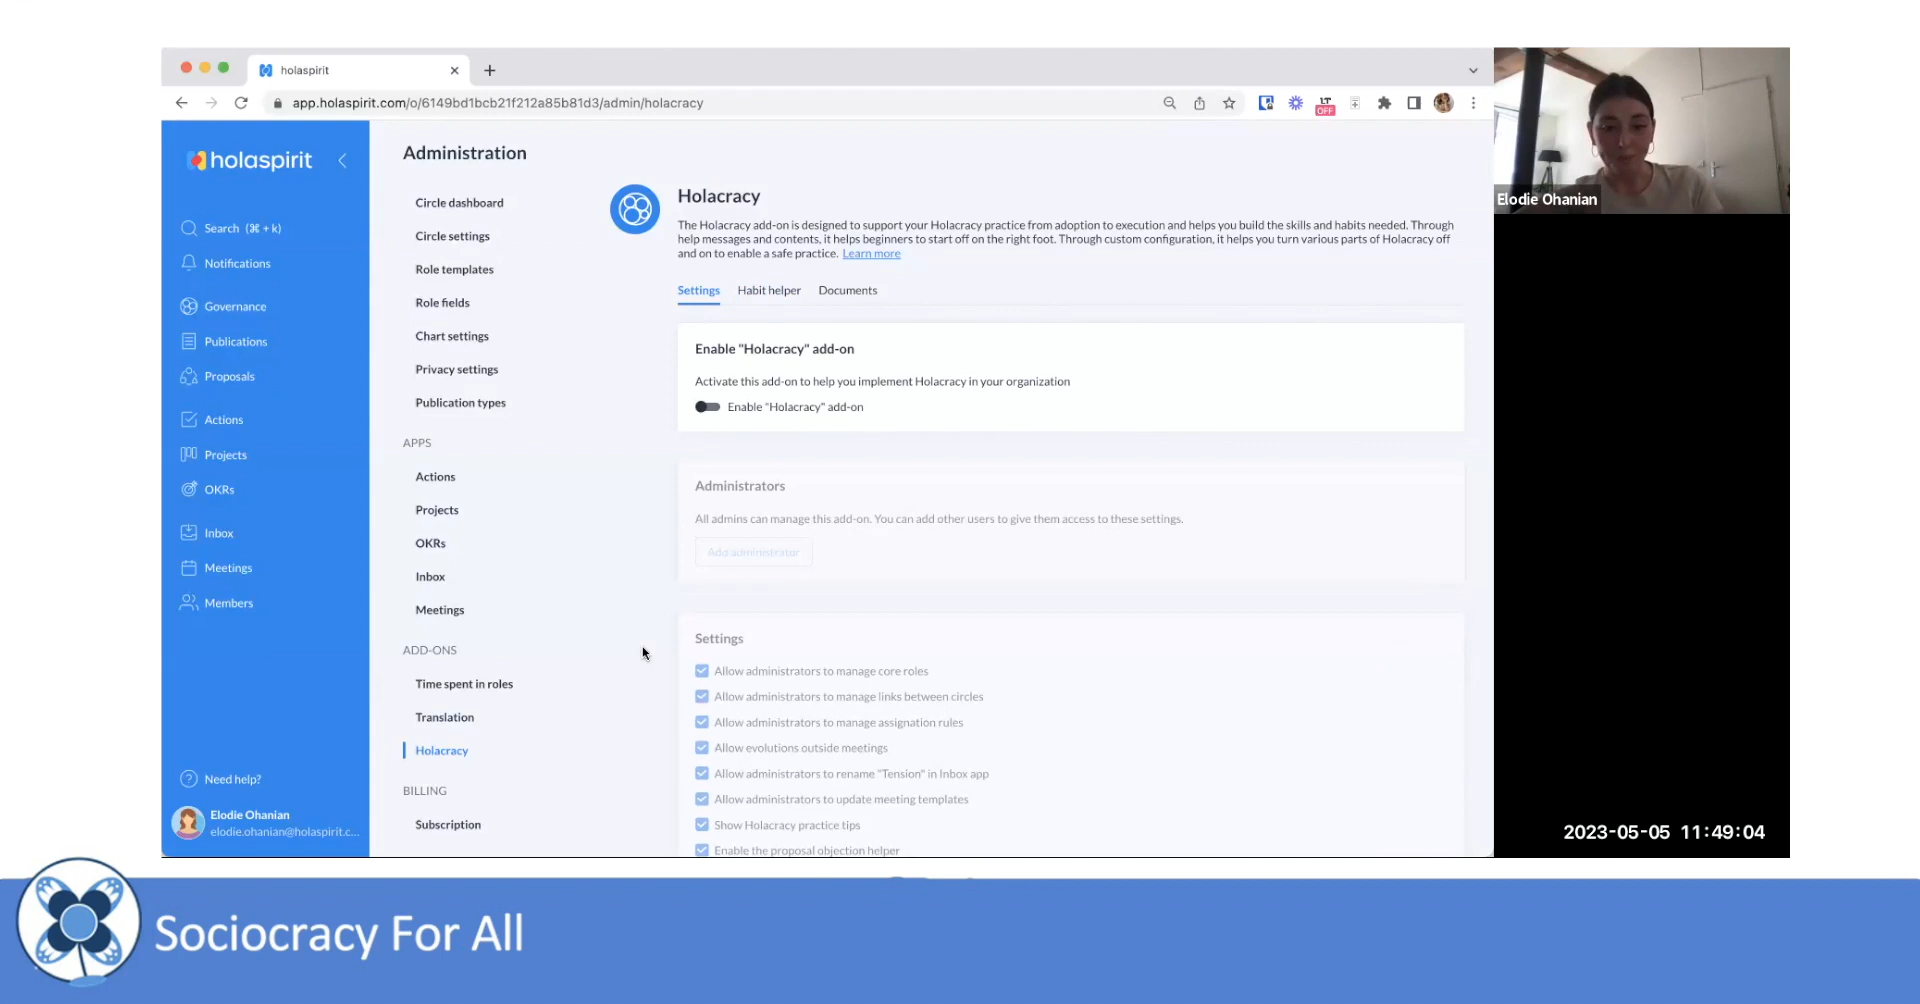 holaspirit
app.holaspirit.com/o/6149bd1bcb21f212a85b81d3/admin/holacracy
LT
OFF
holaspirit
Search (⌘ + k)
Notifications
Governance
Publications
Proposals
Actions
Projects
OKRs
Inbox
Meetings
Members
Need help?
Elodie Ohanian
elodie.ohanian@holaspirit.c...
Administration
Circle dashboard
Circle settings
Role templates
Role fields
Chart settings
Privacy settings
Publication types
APPS
Actions
Projects
OKRs
Inbox
Meetings
ADD-ONS
Time spent in roles
Translation
Holacracy
BILLING
Subscription
Holacracy
The Holacracy add-on is designed to support your Holacracy practice from adoption to execution and helps you build the skills and habits needed. Through
help messages and contents, it helps beginners to start off on the right foot. Through custom configuration, it helps you turn various parts of Holacracy off
and on to enable a safe practice. Learn more
Settings Habit helper Documents
Enable "Holacracy" add-on
Activate this add-on to help you implement Holacracy in your organization
Enable "Holacracy" add-on
Administrators
All admins can manage this add-on. You can add other users to give them access to these settings.
Add administrator
Settings
Allow administrators to manage core roles
Allow administrators to manage links between circles
Allow administrators to manage assignation rules
Allow evolutions outside meetings
Allow administrators to rename "Tension" in Inbox app
Allow administrators to update meeting templates
Show Holacracy practice tips
Enable the proposal objection helper
Elodie Ohanian
2023-05-05 11:49:04
Sociocracy For All